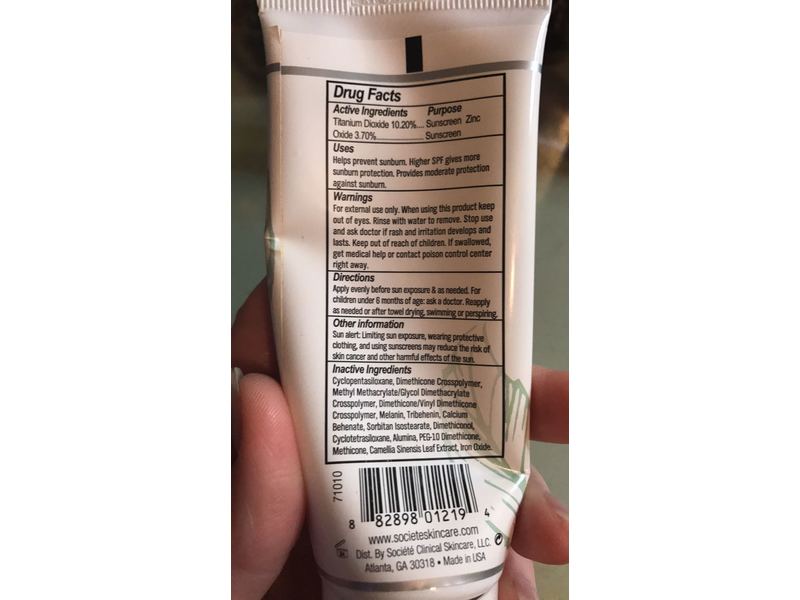 Drug Facts
Active Ingredients Purpose
Titanium Dioxide 10.20%.... Sunscreen Zinc
Oxide 3.70%.................... Sunscreen
Uses
Helps prevent sunburn. Higher SPF gives more
sunburn protection. Provides moderate protection
against sunburn.
Warnings
For external use only. When using this product keep
out of eyes. Rinse with water to remove. Stop use
and ask doctor if rash and irritation develops and
lasts. Keep out of reach of children. If swallowed,
get medical help or contact poison control center
right away.
Directions
Apply evenly before sun exposure & as needed. For
children under 6 months of age: ask a doctor. Reapply
as needed or after towel drying, swimming or perspiring.
Other information
Sun alert: Limiting sun exposure, wearing protective
clothing, and using sunscreens may reduce the risk of
skin cancer and other harmful effects of the sun.
Inactive Ingredients
Cyclopentasiloxane, Dimethicone Crosspolymer,
Methyl Methacrylate/Glycol Dimethacrylate
Crosspolymer, Dimethicone/Vinyl Dimethicone
Crosspolymer, Melanin, Tribehenin, Calcium
Behenate, Sorbitan Isostearate, Dimethiconol,
Cyclotetrasiloxane, Alumina, PEG-10 Dimethicone,
Methicone, Camellia Sinensis Leaf Extract, Iron Oxide.
71010
8 82898 01219 4
www.societeskincare.com
Dist. By Société Clinical Skincare, LLC.
Atlanta, GA 30318 • Made in USA